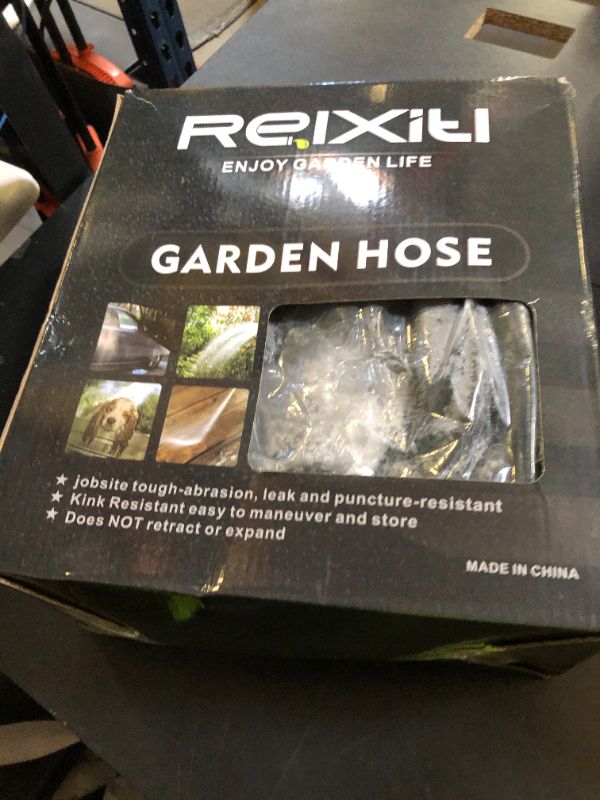 ReiXitl
ENJOY GARDEN LIFE
GARDEN HOSE
★ jobsite tough-abrasion, leak and puncture-resistant
★ Kink Resistant easy to maneuver and store
★ Does NOT retract or expand
MADE IN CHINA